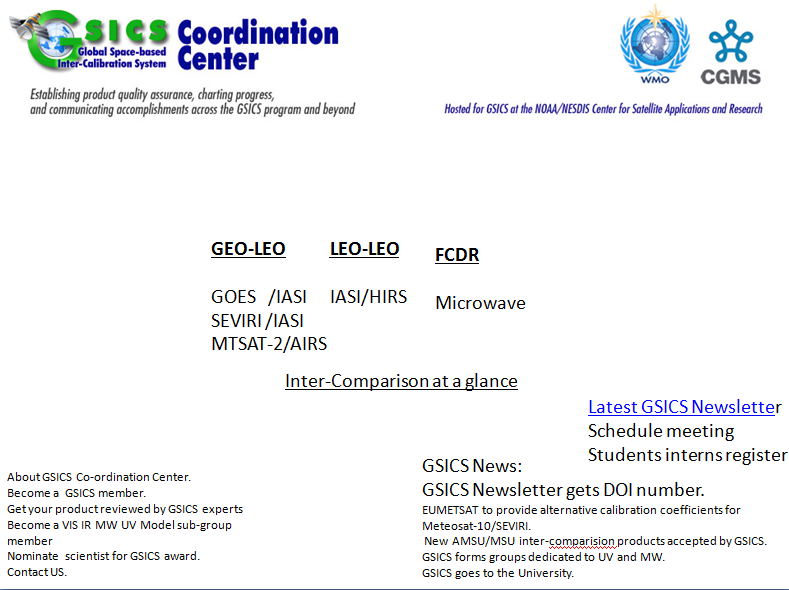 GSICS Coordination
Global Space-based
Inter-Calibration System
Center
WMO
CGMS
Establishing product quality assurance, charting progress,
and communicating accomplishments across the GSICS program and beyond
Hosted for GSICS at the NOAA/NESDIS Center for Satellite Applications and Research
GEO-LEO
LEO-LEO
FCDR
GOES /IASI
SEVIRI /IASI
MTSAT-2/AIRS
IASI/HIRS
Microwave
Inter-Comparison at a glance
Latest GSICS Newsletter
Schedule meeting
Students interns register
About GSICS Co-ordination Center.
Become a GSICS member.
Get your product reviewed by GSICS experts
Become a VIS IR MW UV Model sub-group
member
Nominate scientist for GSICS award.
Contact US.
GSICS News:
GSICS Newsletter gets DOI number.
EUMETSAT to provide alternative calibration coefficients for
Meteosat-10/SEVIRI.
New AMSU/MSU inter-comparision products accepted by GSICS.
GSICS forms groups dedicated to UV and MW.
GSICS goes to the University.